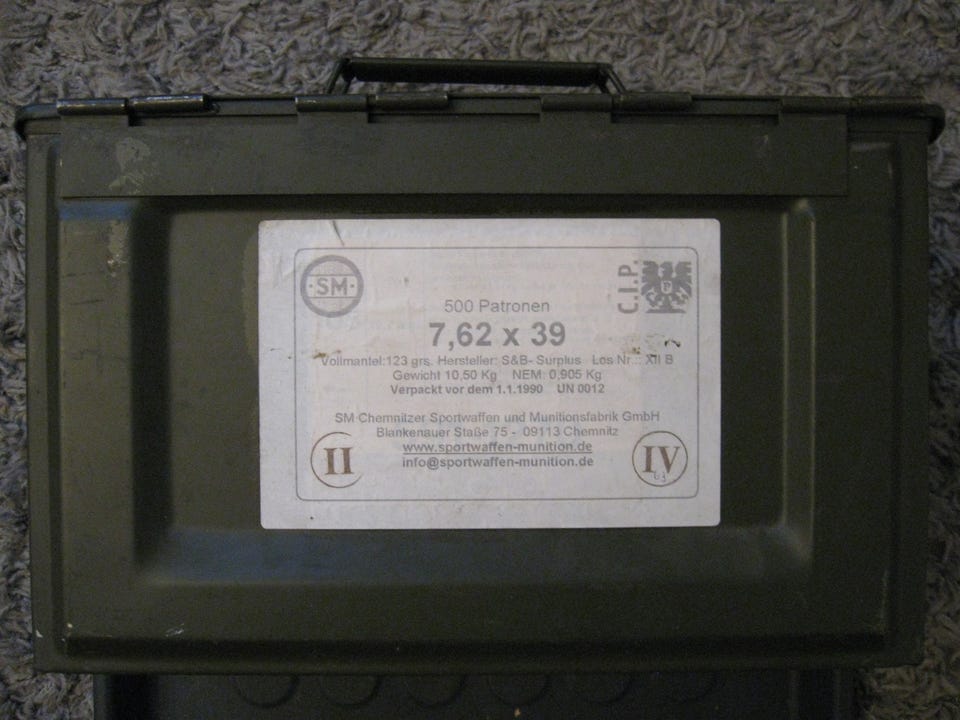 SM
C.I.P.
P
500 Patronen
7,62 x 39
Vollmantel:123 grs. Hersteller: S&B- Surplus Los Nr.: XII B
Gewicht 10,50 Kg NEM: 0,905 Kg
Verpackt vor dem 1.1.1990 UN 0012
SM Chemnitzer Sportwaffen und Munitionsfabrik GmbH
Blankenauer Staße 75 - 09113 Chemnitz
www.sportwaffen-munition.de
info@sportwaffen-munition.de
II
IV